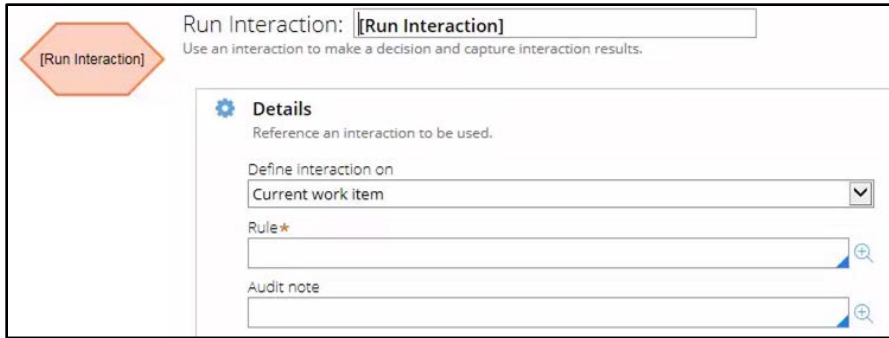 Run Interaction: [Run Interaction]
Use an interaction to make a decision and capture interaction results.
[Run Interaction]
Details
Reference an interaction to be used.
Define interaction on
Current work item
Rule★
Audit note